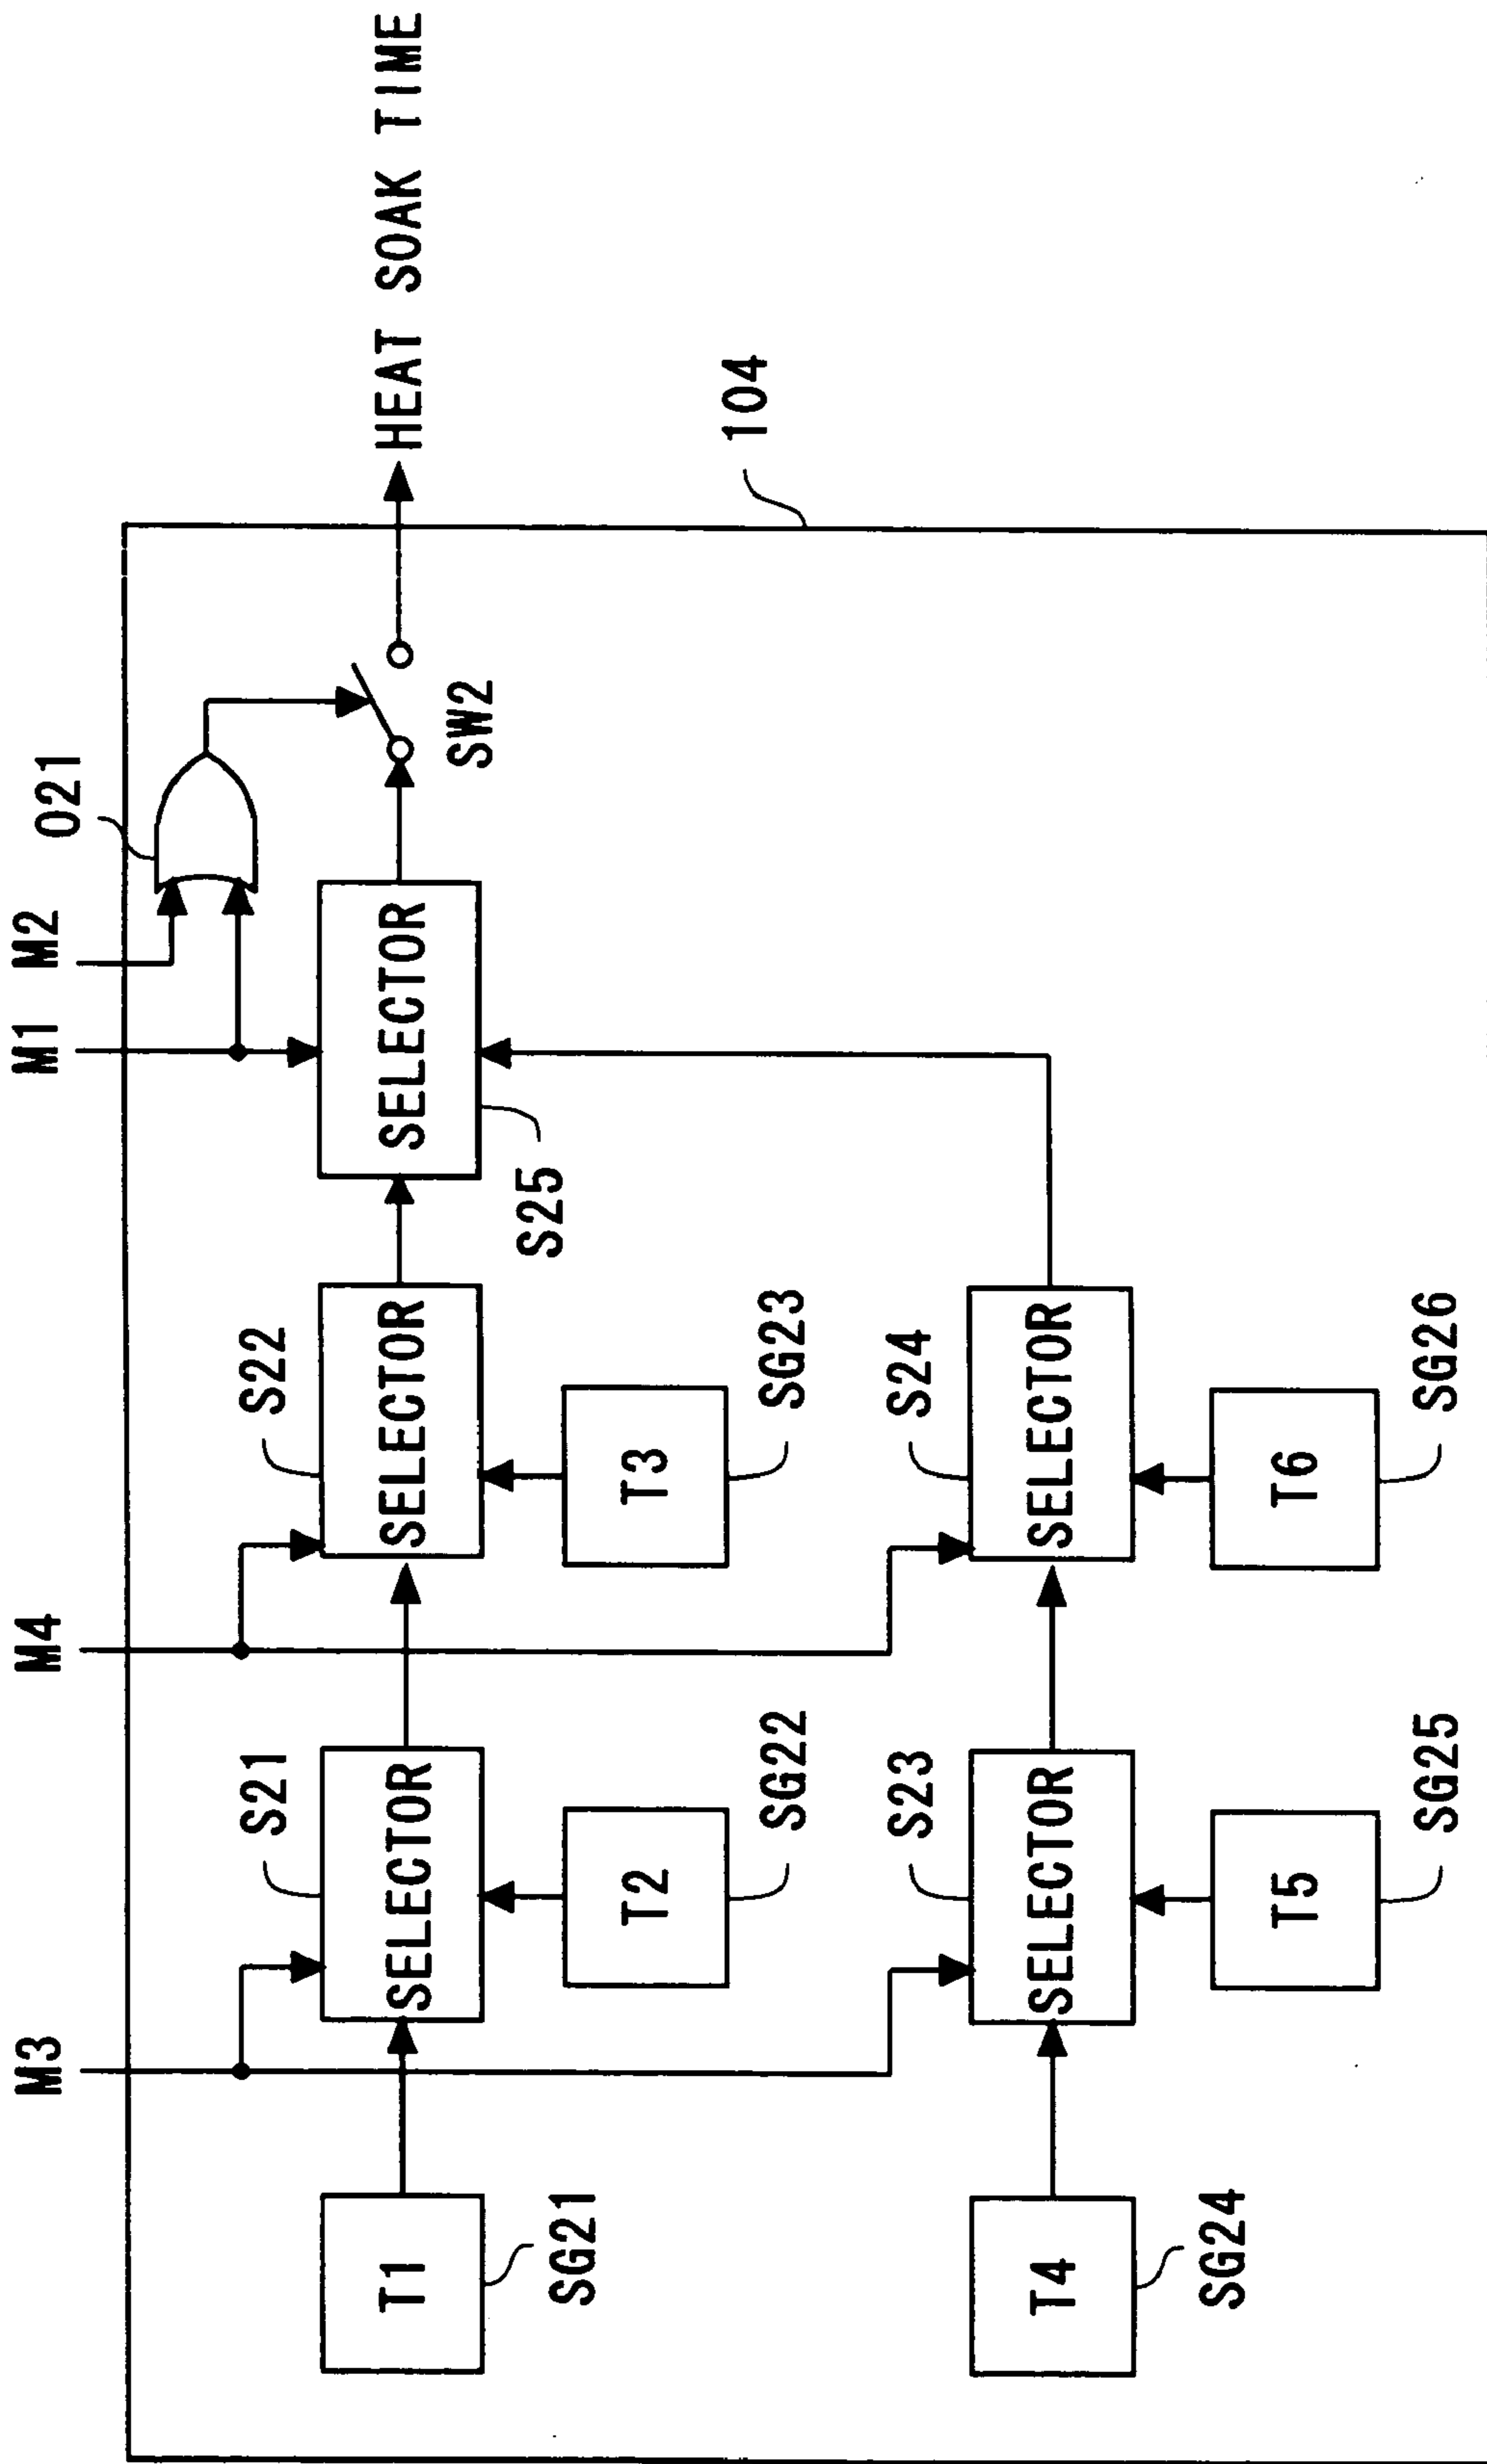 M3
M4
M1
M2
O21
S21
S22
T1
SELECTOR
SELECTOR
SELECTOR
HEAT SOAK TIME
SW2
SG21
S25
T2
T3
SG22
SG23
104
S23
S24
T4
SELECTOR
SELECTOR
SG24
T5
T6
SG25
SG26